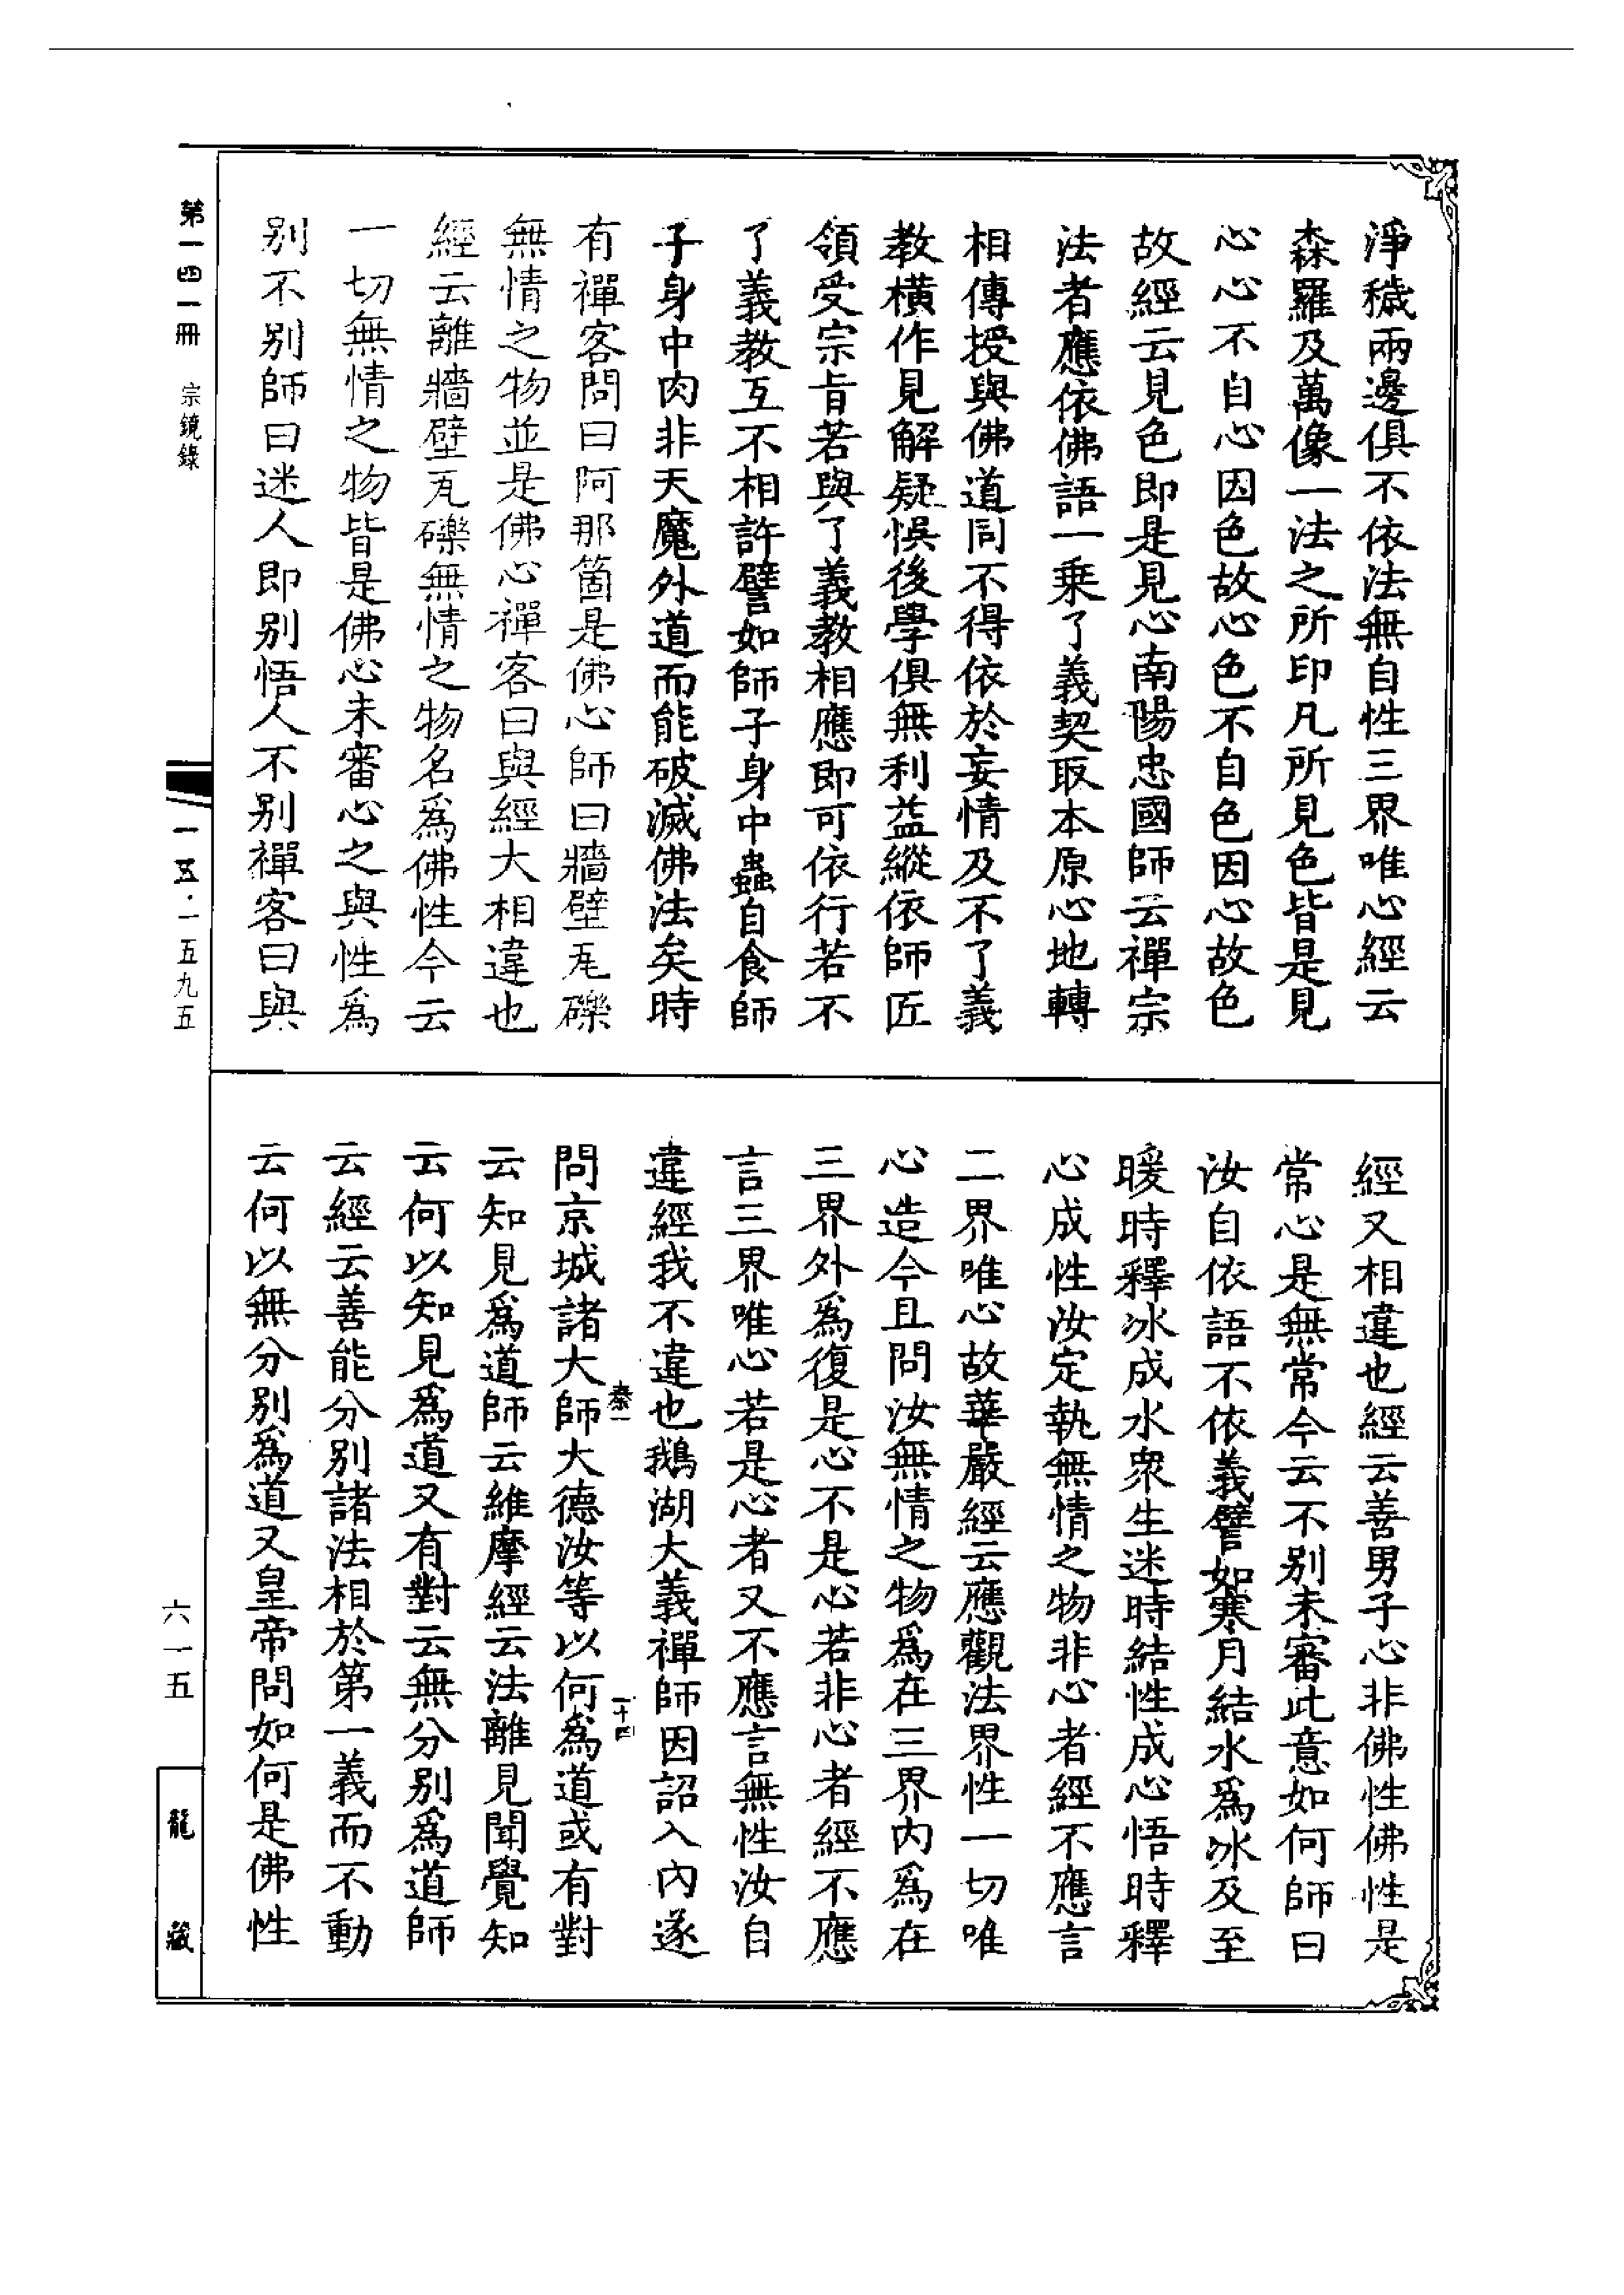 淨穢兩邊俱不依法無自性三界唯心經云
森羅及萬像一法之所印凡所見色皆是見
心心不自心因色故心色不自色因心故色
故經云見色即是見心南陽忠國師云禪宗
法者應依佛語一乗了義契取本原心地轉
相傳授與佛道同不得依於妄情及不了義
教橫作見解疑悞後學俱無利益縱依師匠
領受宗旨若與了義教相應即可依行若不
了義教互不相許譬如師子身中蟲自食師
子身中肉非天魔外道而能破滅佛法矣時
有禪客問曰阿那箇是佛心師曰牆壁瓦礫
無情之物並是佛心禪客曰與經大相違也
經云離牆壁瓦礫無情之物名爲佛性今云
一切無情之物皆是佛心未審心之與性爲
别不别師曰迷人即别悟人不别禪客曰與
經又相違也經云善男子心非佛性佛性是
常心是無常今云不别未審此意如何師曰
汝自依語不依義譬如寒月結水爲冰及至
暖時釋冰成水衆生迷時結性成心悟時釋
心成性汝定執無情之物非心者經不應言
二界唯心故華嚴經云應觀法界性一切唯
心造今且問汝無情之物爲在三界内爲在
三界外爲復是心不是心若非心者經不應
言三界唯心若是心者又不應言無性汝自
違經我不違也鵝湖大義禪師因詔入内遂
問京城諸大師大德汝等以何爲道或有對
云知見爲道師云維摩經云法離見聞覺知
云何以知見爲道又有對云無分别爲道師
云經云善能分别諸法相於第一義而不動
云何以無分别爲道又皇帝問如何是佛性
秦一
二十四
第一四一冊
宗鏡錄
一五·一五九五
六一五
龍藏